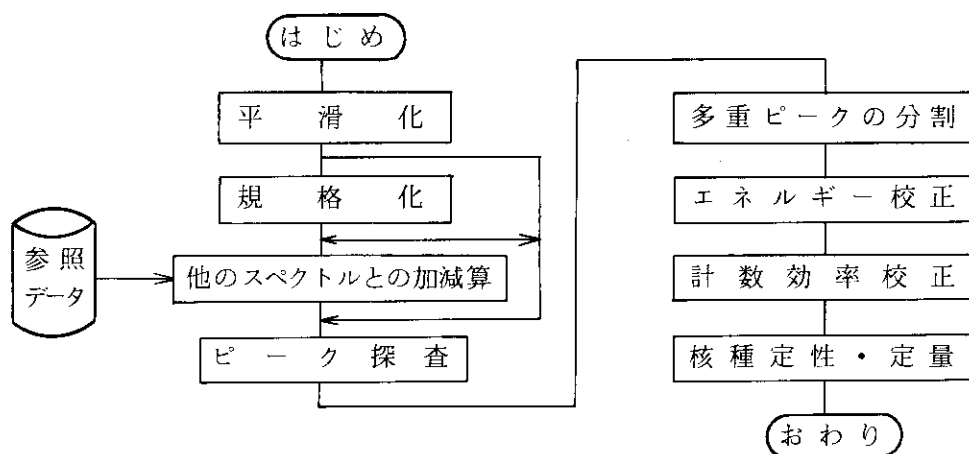 はじめ
平滑化
規格化
参照
データ
他のスペクトルとの加減算
ピーク探査
多重ピークの分割
エネルギー校正
計数効率校正
核種定性・定量
おわり